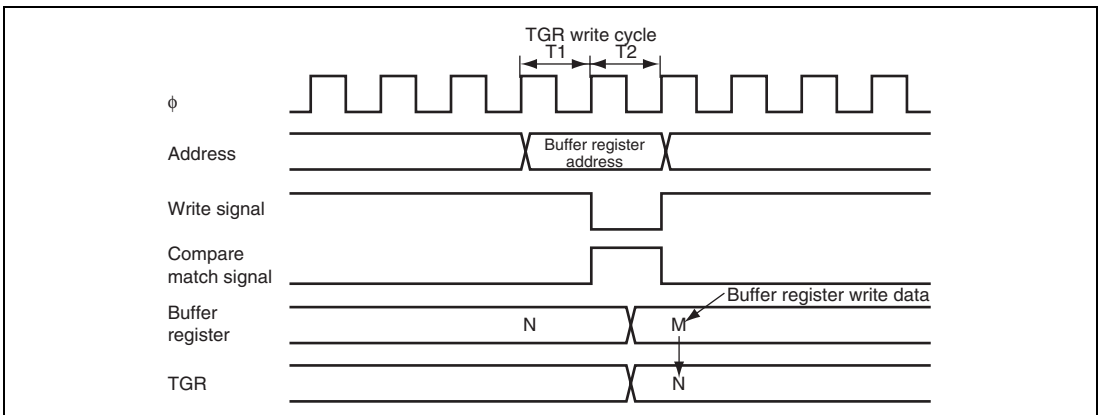 TGR write cycle
T1 T2
ϕ
Address
Buffer register
address
Write signal
Compare
match signal
Buffer register write data
Buffer
register
N M
TGR
N